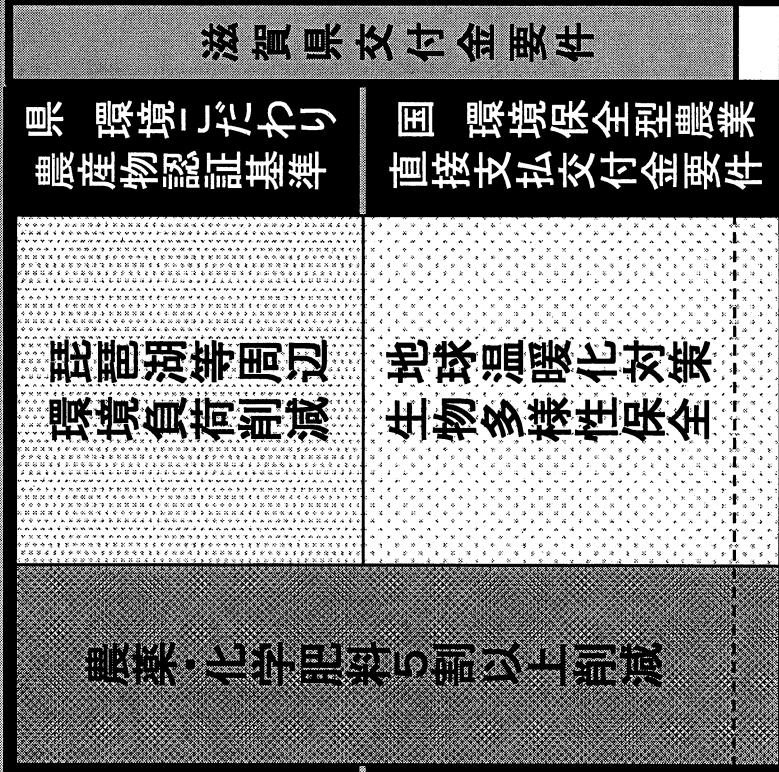 滋賀県交付金要件
県 環境こだわり
農産物認証基準
国 環境保全型農業
直接支払交付金要件
琵琶湖等周辺
環境負荷削減
地球温暖化対策
生物多様性保全
農薬・化学肥料5割以上削減